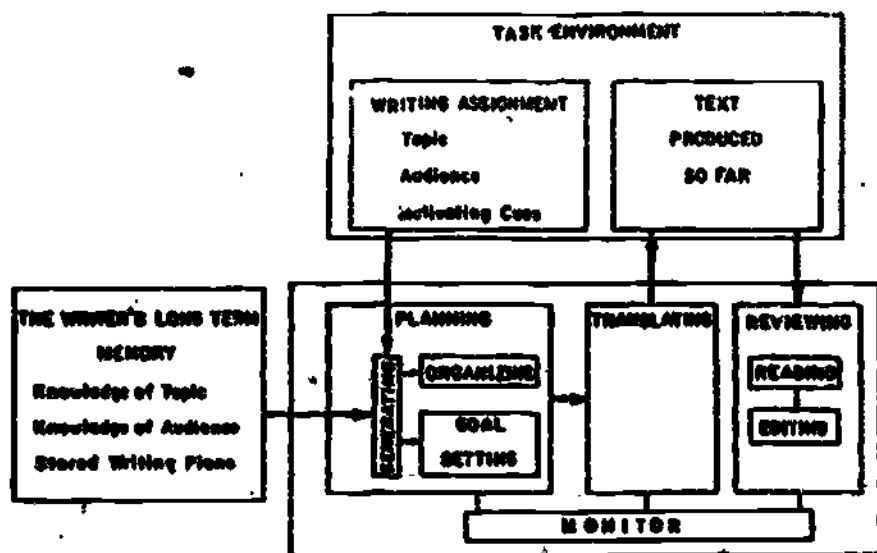 TASK ENVIRONMENT
WRITING ASSIGNMENT
Topic
Audience
Motivating Cues
TEXT
PRODUCED
SO FAR
THE WRITER'S LONG TERM
MEMORY
Knowledge of Topic
Knowledge of Audience
Stored Writing Plans
PLANNING
GENERATING
ORGANIZING
GOAL
SETTING
TRANSLATING
REVIEWING
READING
EDITING
MONITOR